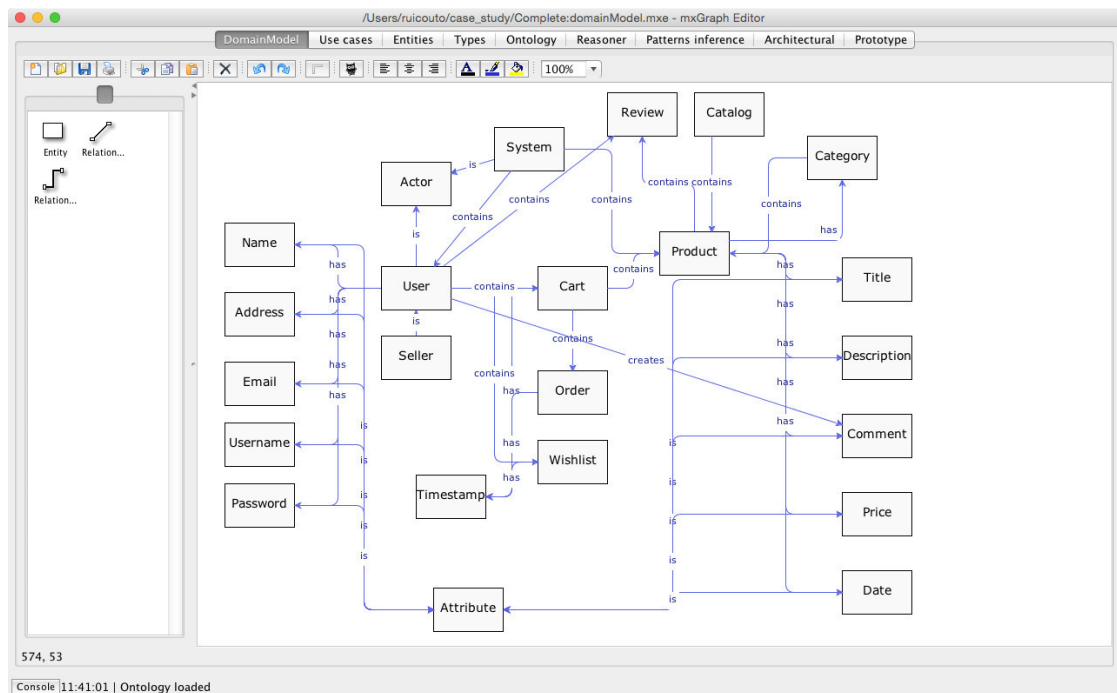 /Users/ruicouto/case_study/Complete:domainModel.mxe - mxGraph Editor
DomainModel Use cases Entities Types Ontology Reasoner Patterns inference Architectural Prototype
100%
Entity Relation...
Relation...
Review Catalog
System
Category
is
Actor
contains contains
contains contains
contains
Name
is
has
Product
has
contains
has
User
contains
Cart
Title
Address
has
has
is
has
contains
Seller
creates
Description
contains
has
Email
has
Order
has
has
has
Comment
is
Username
has
is
is
Wishlist
has
Timestamp
is
Password
is
is
Price
is
is
is
is
Date
Attribute
is
574, 53
Console 11:41:01 | Ontology loaded